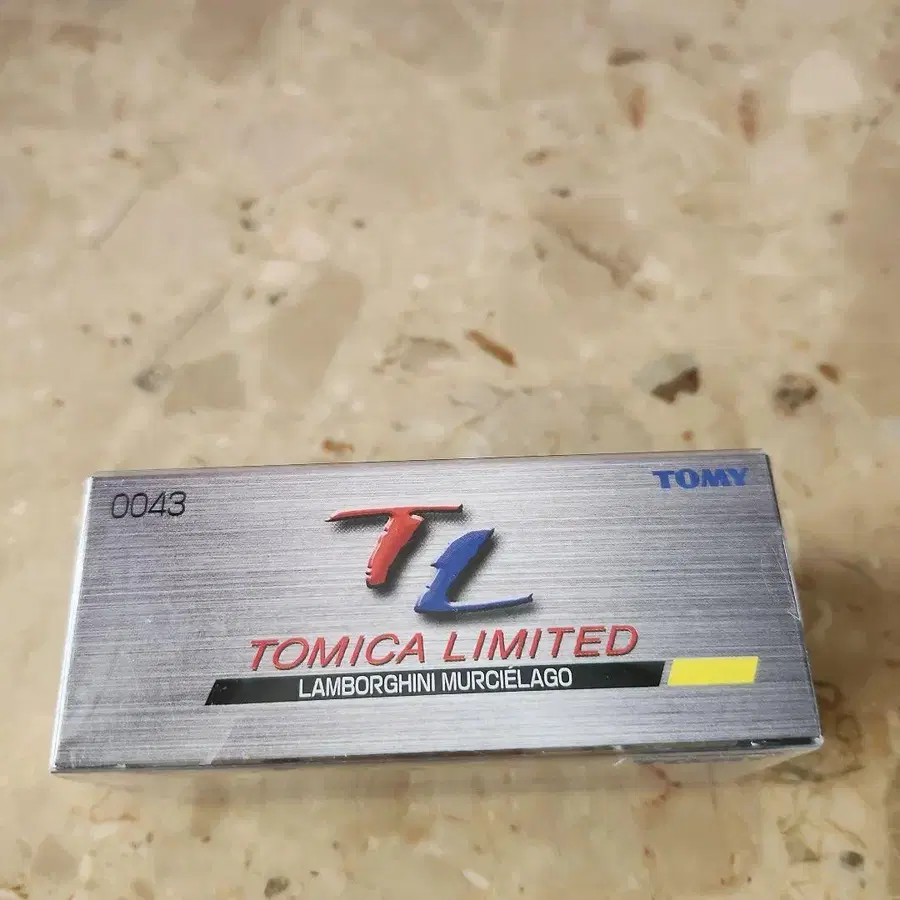 0043
TOMY
TL
TOMICA LIMITED
LAMBORGHINI MURCIÉLAGO